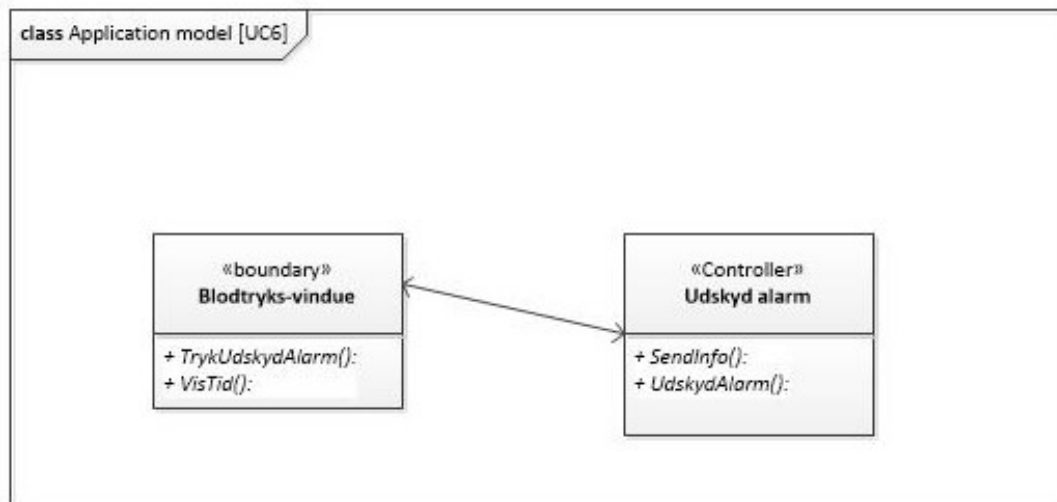 class Application model [UC6]
«boundary»
Blodtryks-vindue
+ TrykUdskydAlarm():
+ VisTid():
«Controller»
Udskyd alarm
+ SendInfo():
+ UdskydAlarm():